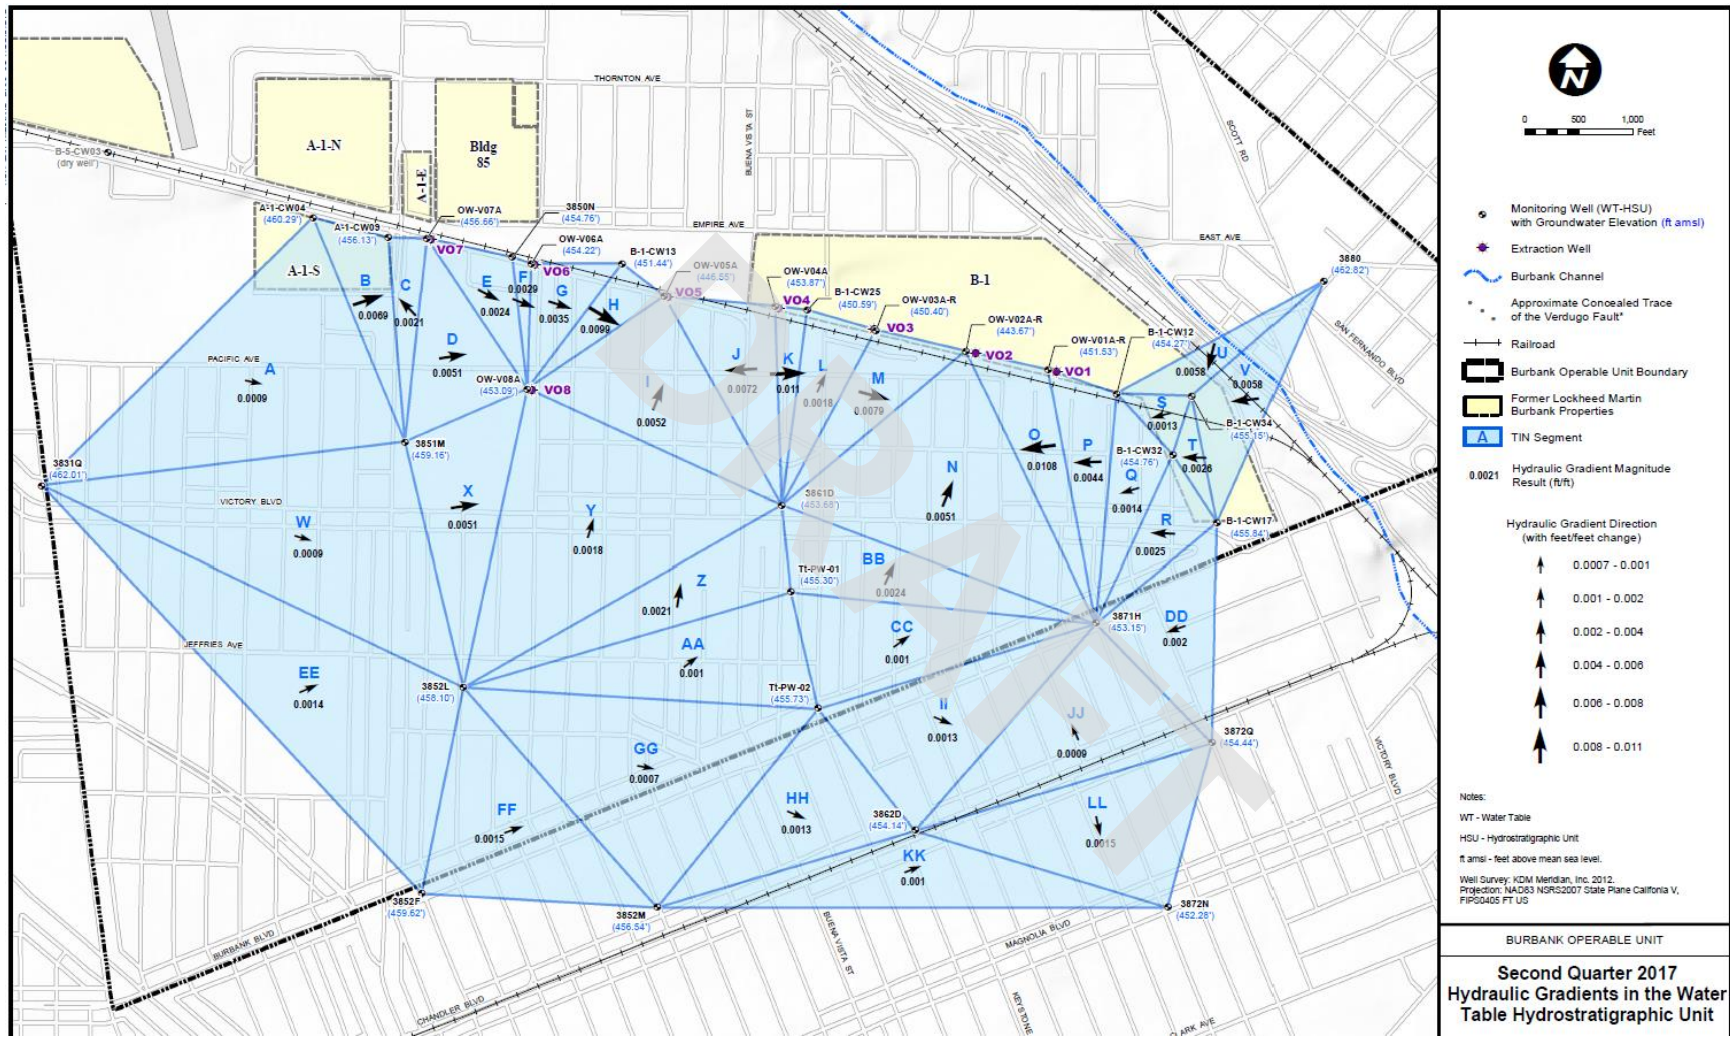 THORNTON AVE
BUENA VISTA ST
SCOTT RD
B-5-CW03
(dry well)
A-1-N
A-1-E
Bldg
85
A-1-CW04
(460.29')
A-1-CW09
(456.13')
OW-V07A
(456.66')
VO7
3850N
(454.76')
OW-V06A
(454.22')
VO6
B-1-CW13
(451.44')
EMPIRE AVE
EAST AVE
A-1-S
OW-V05A
(446.55')
VO5
OW-V04A
(453.87')
VO4
B-1-CW25
(450.59')
B-1
OW-V03A-R
(450.40')
VO3
OW-V02A-R
(443.67')
VO2
OW-V01A-R
(451.53')
VO1
B-1-CW12
(454.27')
3880
(462.82')
SAN FERNANDO BLVD
B
0.0069
C
0.0021
E
0.0024
F
0.0029
G
0.0035
H
0.0099
D
0.0051
PACIFIC AVE
A
0.0009
OW-V08A
(453.09')
VO8
I
0.0052
J
0.0072
K
0.011
L
0.0018
M
0.0079
U
0.0058
V
0.0058
S
0.0013
B-1-CW34
(455.15')
T
0.0026
B-1-CW32
(454.76')
O
0.0108
P
0.0044
Q
0.0014
R
0.0025
B-1-CW17
(455.84')
3831Q
(462.01')
3851M
(459.16')
VICTORY BLVD
X
0.0051
Y
0.0018
3861D
(453.68')
N
0.0051
W
0.0009
Z
0.0021
Tt-PW-01
(455.30')
BB
0.0024
3871H
(453.15')
DD
0.002
JEFFRIES AVE
EE
0.0014
3852L
(458.10')
AA
0.001
CC
0.001
Tt-PW-02
(455.73')
II
0.0013
JJ
0.0009
3872Q
(454.44')
VICTORY BLVD
GG
0.0007
FF
0.0015
HH
0.0013
3862D
(454.14')
LL
0.0015
KK
0.001
3852F
(459.62')
3852M
(456.54')
3872N
(452.28')
BURBANK BLVD
CHANDLER BLVD
BUENA VISTA ST
MAGNOLIA BLVD
KEYSTONE
CLARK AVE
DRAFT
N
0 500 1,000
Feet
Monitoring Well (WT-HSU)
with Groundwater Elevation (ft amsl)
Extraction Well
Burbank Channel
Approximate Concealed Trace
of the Verdugo Fault*
Railroad
Burbank Operable Unit Boundary
Former Lockheed Martin
Burbank Properties
A TIN Segment
0.0021 Hydraulic Gradient Magnitude
Result (ft/ft)
Hydraulic Gradient Direction
(with feet/feet change)
0.0007 - 0.001
0.001 - 0.002
0.002 - 0.004
0.004 - 0.006
0.006 - 0.008
0.008 - 0.011
Notes:
WT - Water Table
HSU - Hydrostratigraphic Unit
ft amsl - feet above mean sea level.
Well Survey: KDM Meridian, Inc. 2012.
Projection: NAD83 NSRS2007 State Plane Califonia V,
FIPS0405 FT US
BURBANK OPERABLE UNIT
Second Quarter 2017
Hydraulic Gradients in the Water
Table Hydrostratigraphic Unit